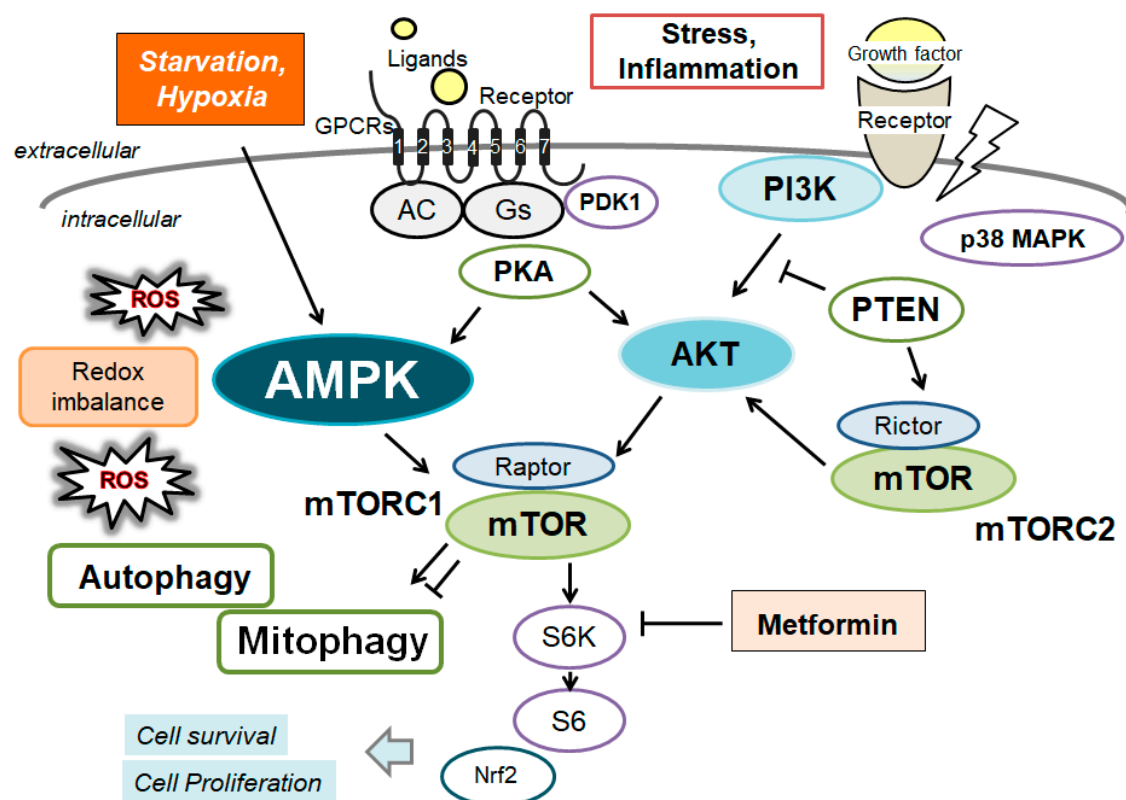 Starvation,
Hypoxia
Ligands
Receptor
GPCRs
1 2 3 4 5 6 7
Stress,
Inflammation
Growth factor
Receptor
extracellular
intracellular
AC
Gs
PDK1
PI3K
p38 MAPK
PKA
PTEN
ROS
Redox
imbalance
ROS
AMPK
AKT
Rictor
mTOR
mTORC2
Raptor
mTORC1
mTOR
Autophagy
Mitophagy
S6K
Metformin
S6
Nrf2
Cell survival
Cell Proliferation